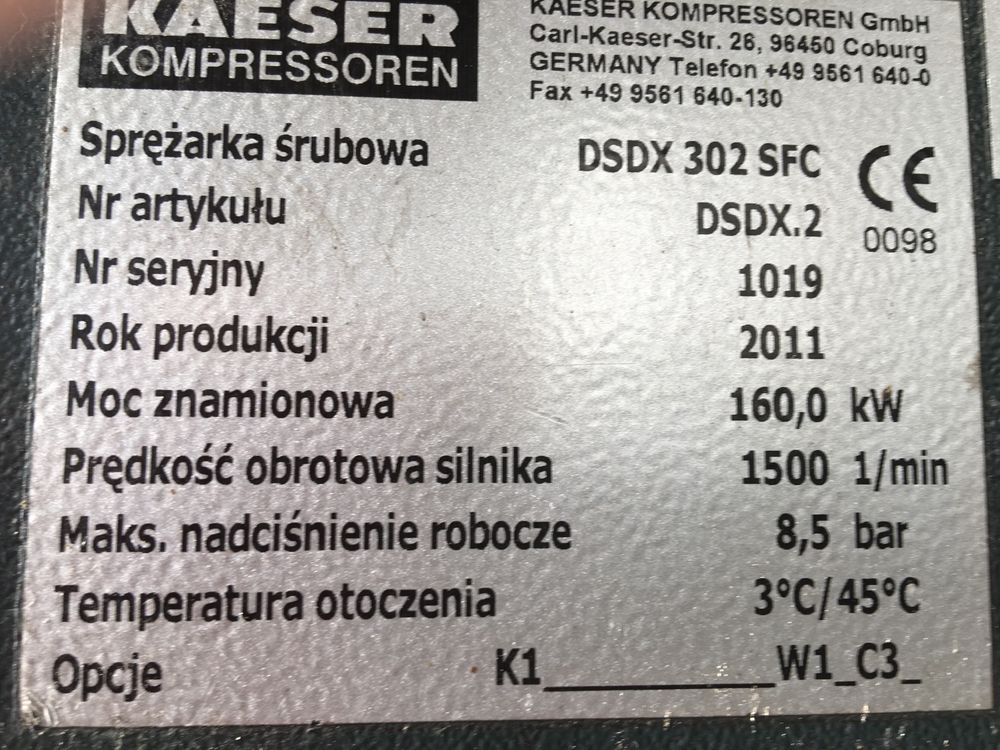 KAESER
KOMPRESSOREN
KAESER KOMPRESSOREN GmbH
Carl-Kaeser-Str. 26, 96450 Coburg
GERMANY Telefon +49 9561 640-0
Fax +49 9561 640-130
Sprężarka śrubowa DSDX 302 SFC CE
Nr artykułu DSDX.2 0098
Nr seryjny 1019
Rok produkcji 2011
Moc znamionowa 160,0 kW
Prędkość obrotowa silnika 1500 1/min
Maks. nadciśnienie robocze 8,5 bar
Temperatura otoczenia 3°C/45°C
Opcje K1___________W1_C3_